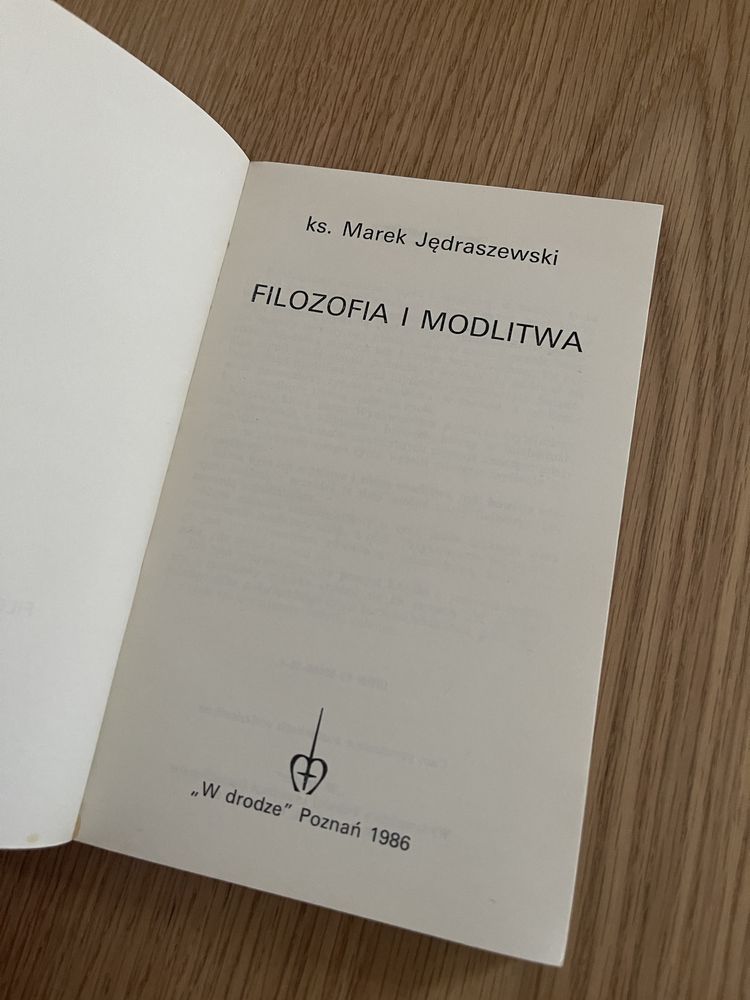 ks. Marek Jędraszewski
FILOZOFIA I MODLITWA
„W drodze” Poznań 1986